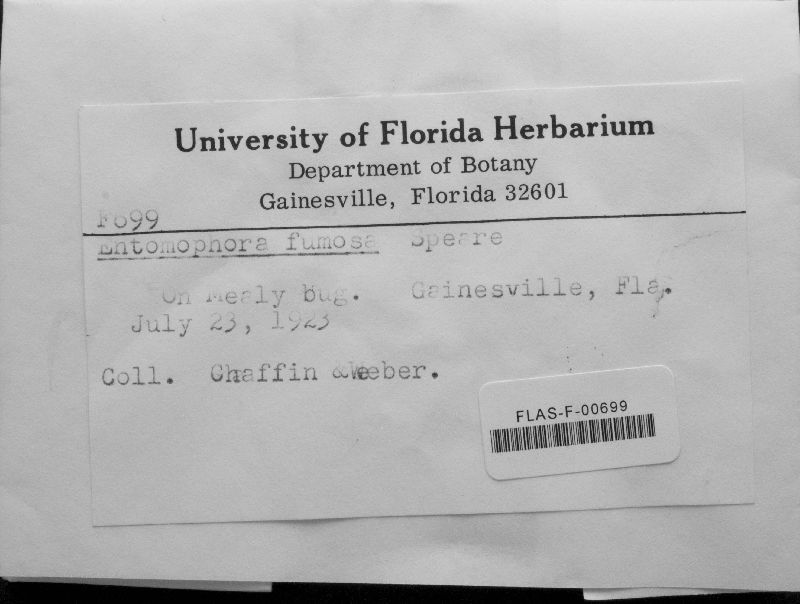 University of Florida Herbarium
Department of Botany
Gainesville, Florida 32601
F699
Entomophora fumosa Speare
On Mealy bug. Gainesville, Fla.
July 23, 1923
Coll. Chaffin & Weber.
FLAS-F-00699